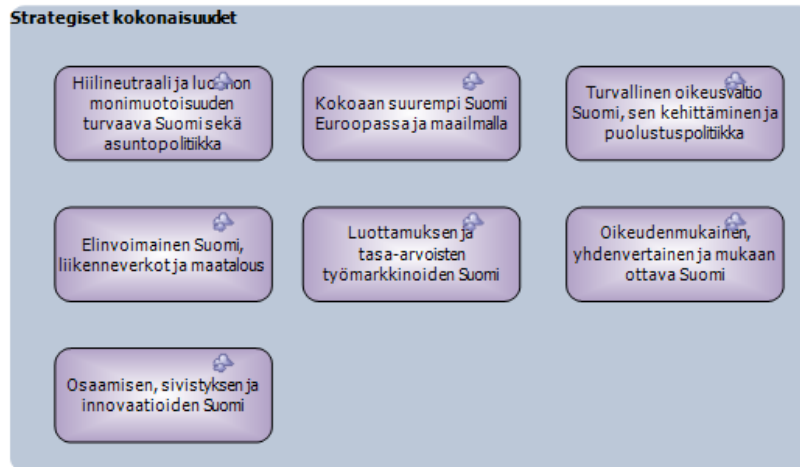 Strategiset kokonaisuudet
Hiilineutraali ja luonnon
monimuotoisuuden
turvaava Suomi sekä
asuntopolitiikka
Kokoaan suurempi Suomi
Euroopassa ja maailmalla
Turvallinen oikeusvaltio
Suomi, sen kehittäminen ja
puolustuspolitiikka
Elinvoimainen Suomi,
liikenneverkot ja maatalous
Luottamuksen ja
tasa-arvoisten
työmarkkinoiden Suomi
Oikeudenmukainen,
yhdenvertainen ja mukaan
ottava Suomi
Osaamisen, sivistyksen ja
innovaatioiden Suomi